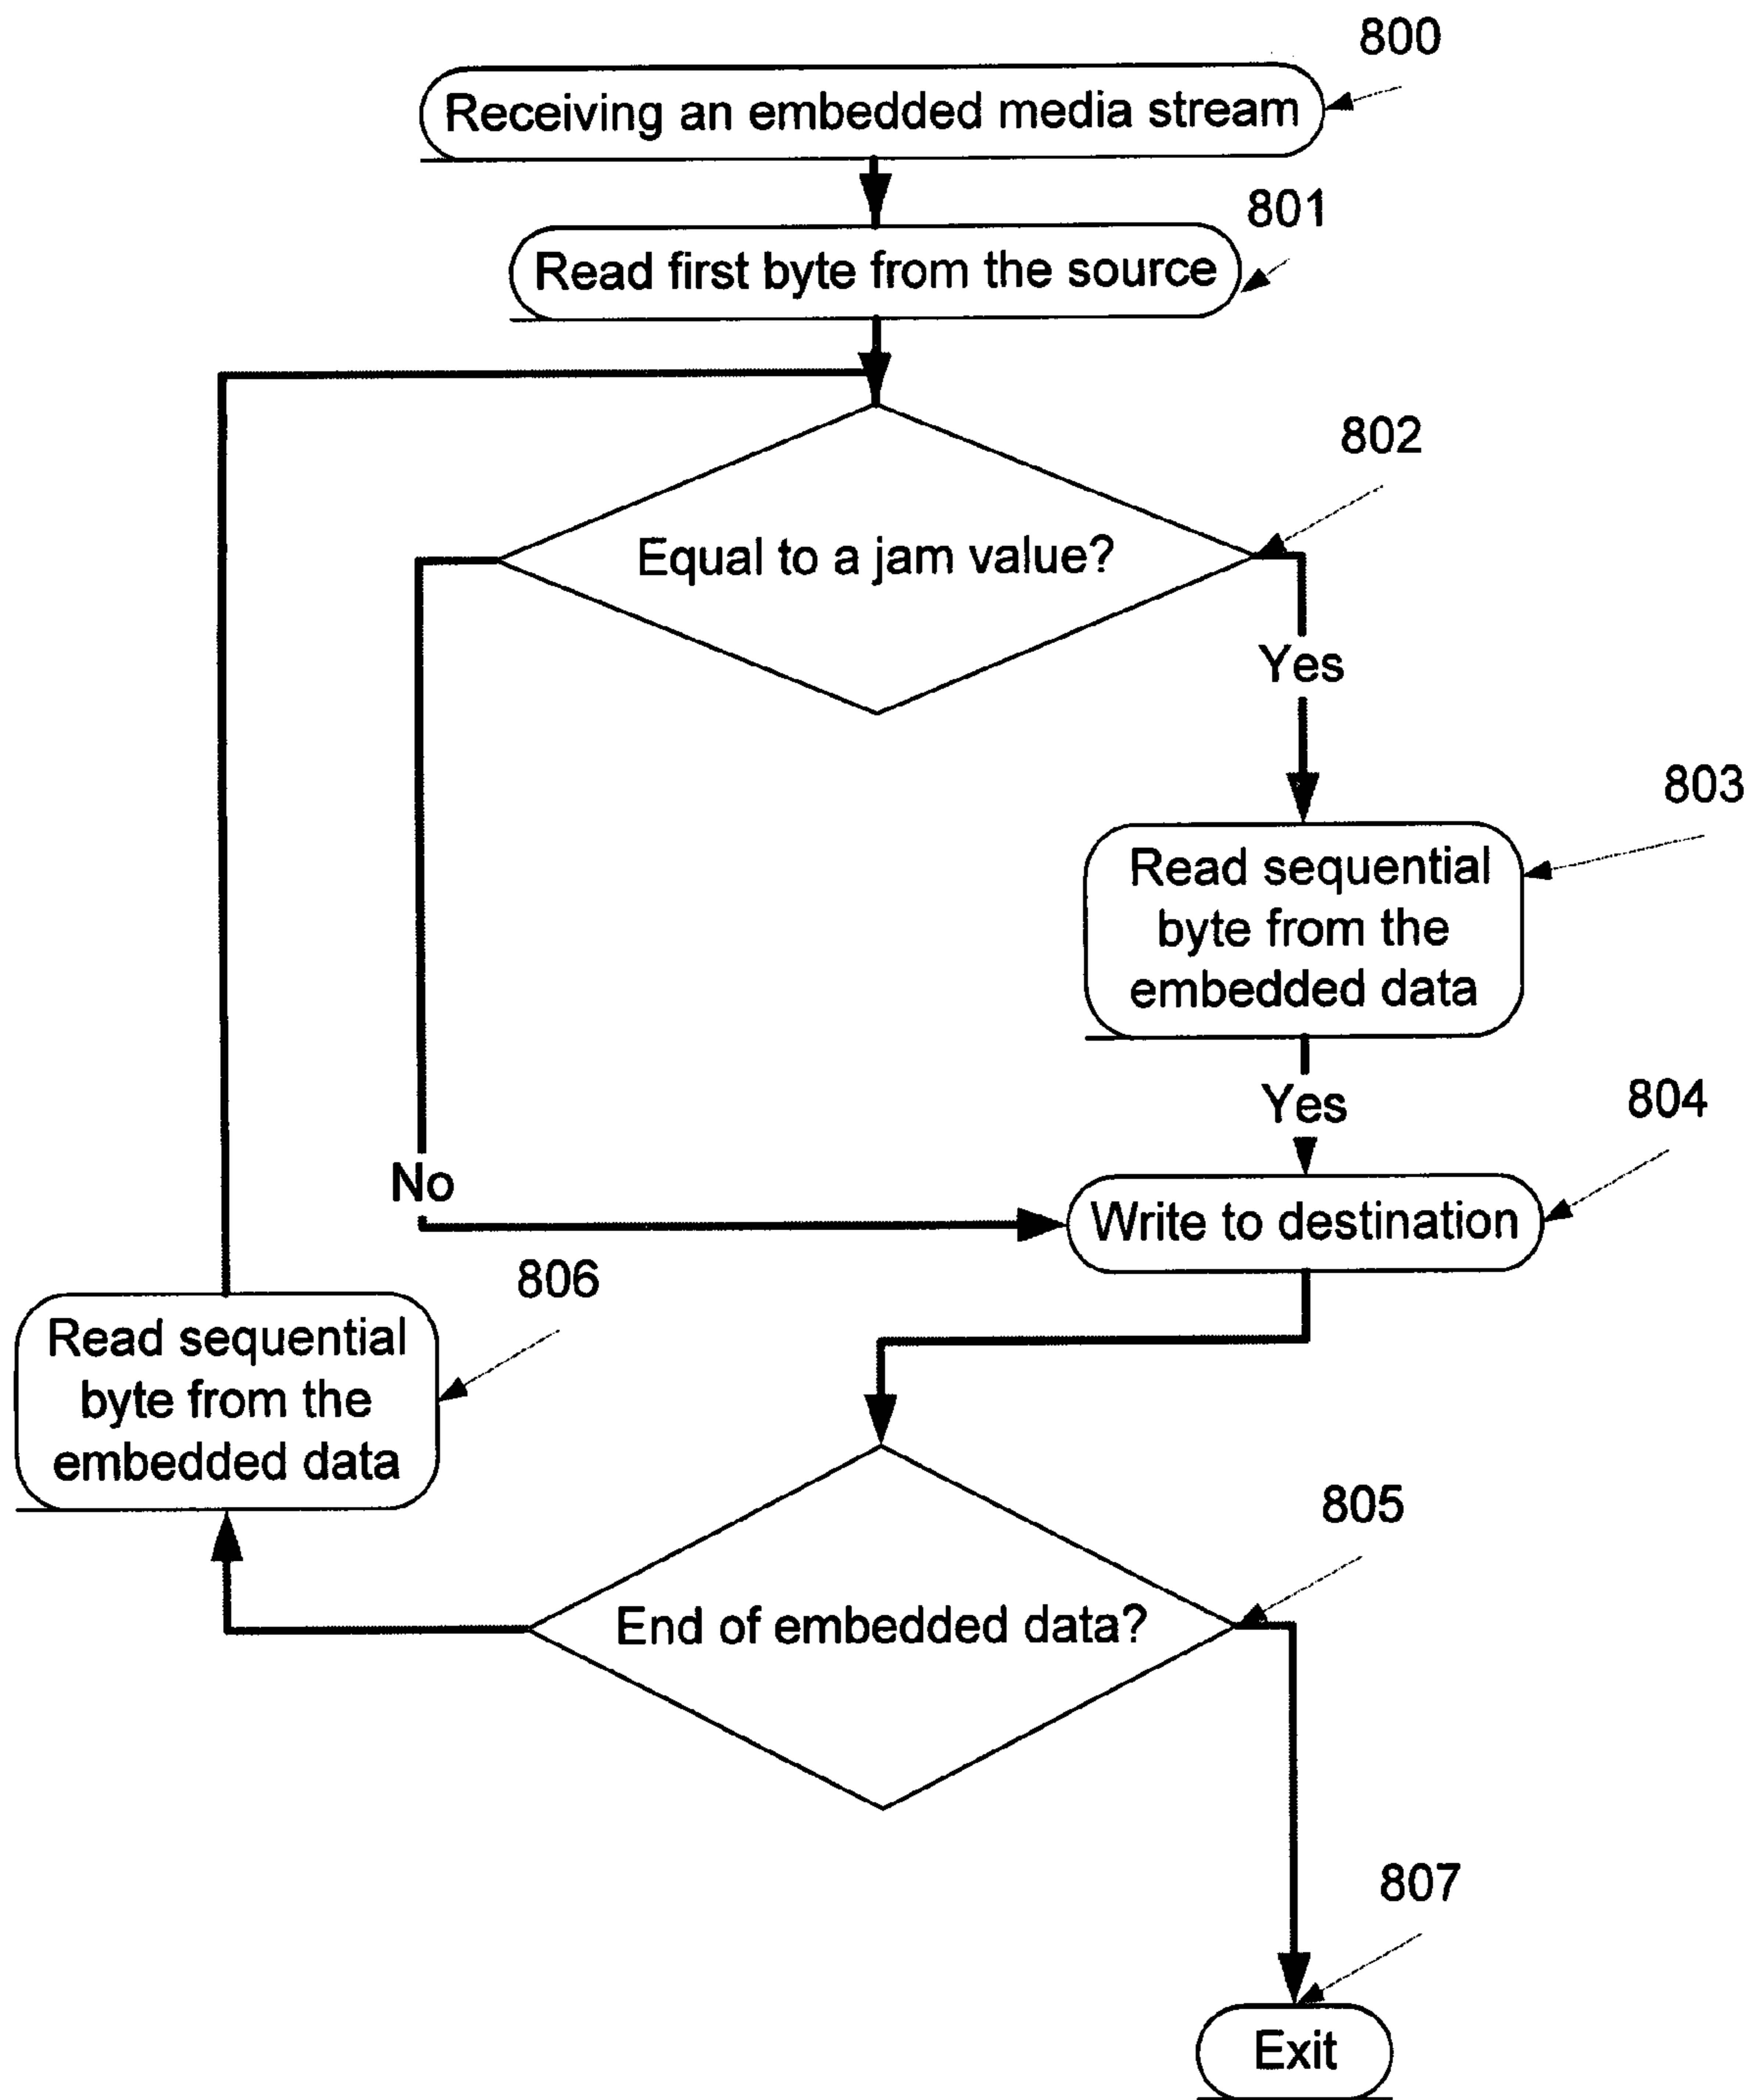 800
Receiving an embedded media stream
801
Read first byte from the source
802
Equal to a jam value?
Yes
803
Read sequential
byte from the
embedded data
Yes
804
No
Write to destination
806
Read sequential
byte from the
embedded data
805
End of embedded data?
807
Exit